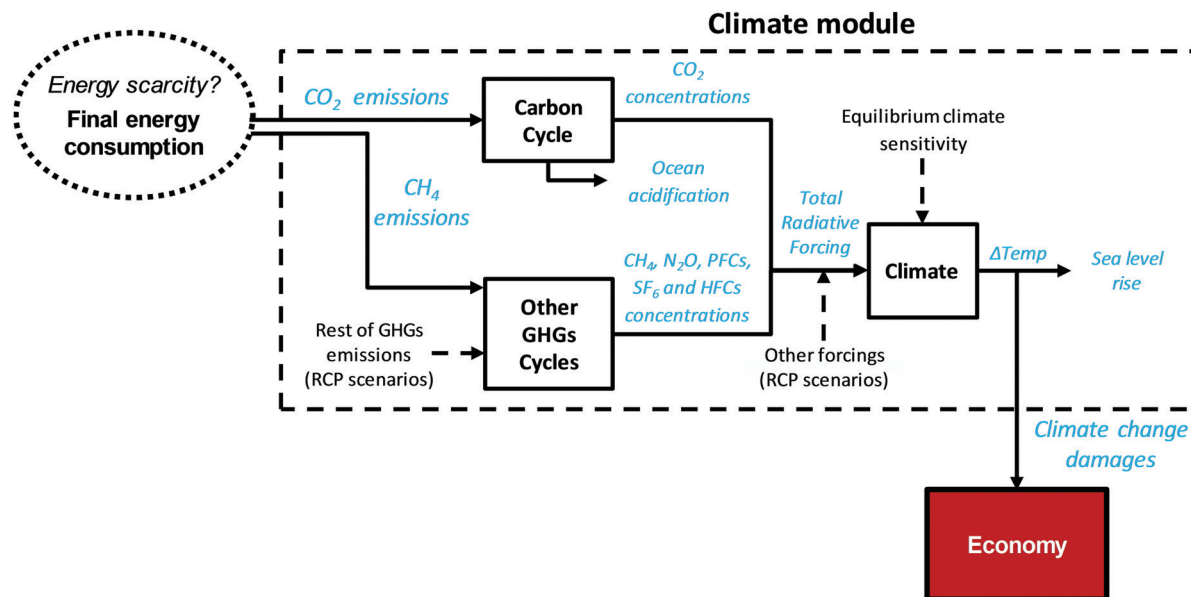 Climate module
Energy scarcity?
Final energy
consumption
CO₂ emissions
CH₄
emissions
Carbon
Cycle
CO₂
concentrations
Ocean
acidification
Equilibrium climate
sensitivity
Total
Radiative
Forcing
Climate
ΔTemp
Sea level
rise
CH₄, N₂O, PFCs,
SF₆ and HFCs
concentrations
Other
GHGs
Cycles
Rest of GHGs
emissions
(RCP scenarios)
Other forcings
(RCP scenarios)
Climate change
damages
Economy